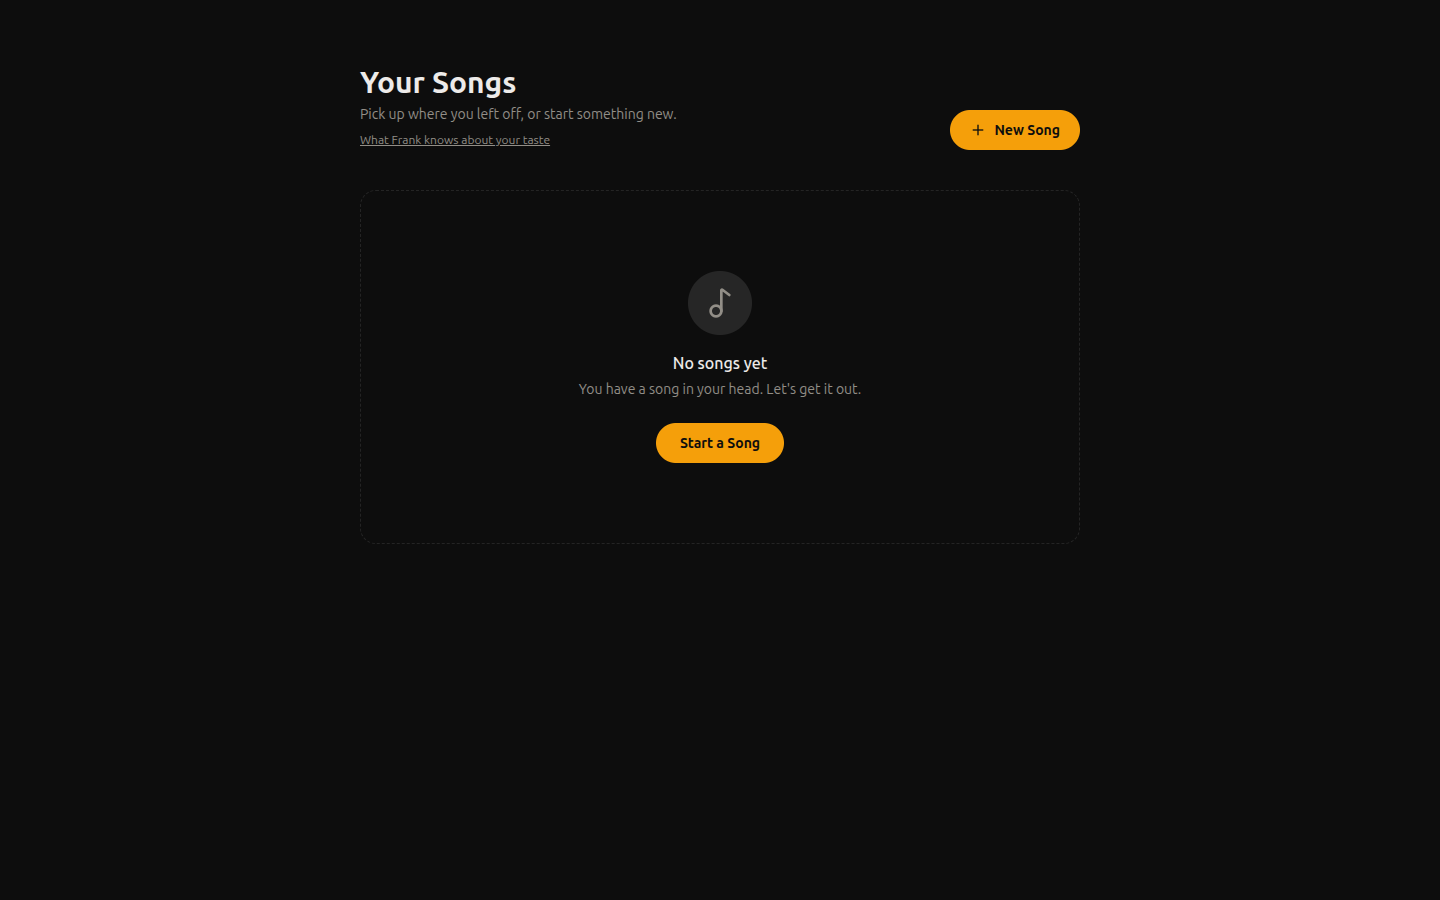 Your Songs
Pick up where you left off, or start something new.
What Frank knows about your taste
New Song
No songs yet
You have a song in your head. Let's get it out.
Start a Song